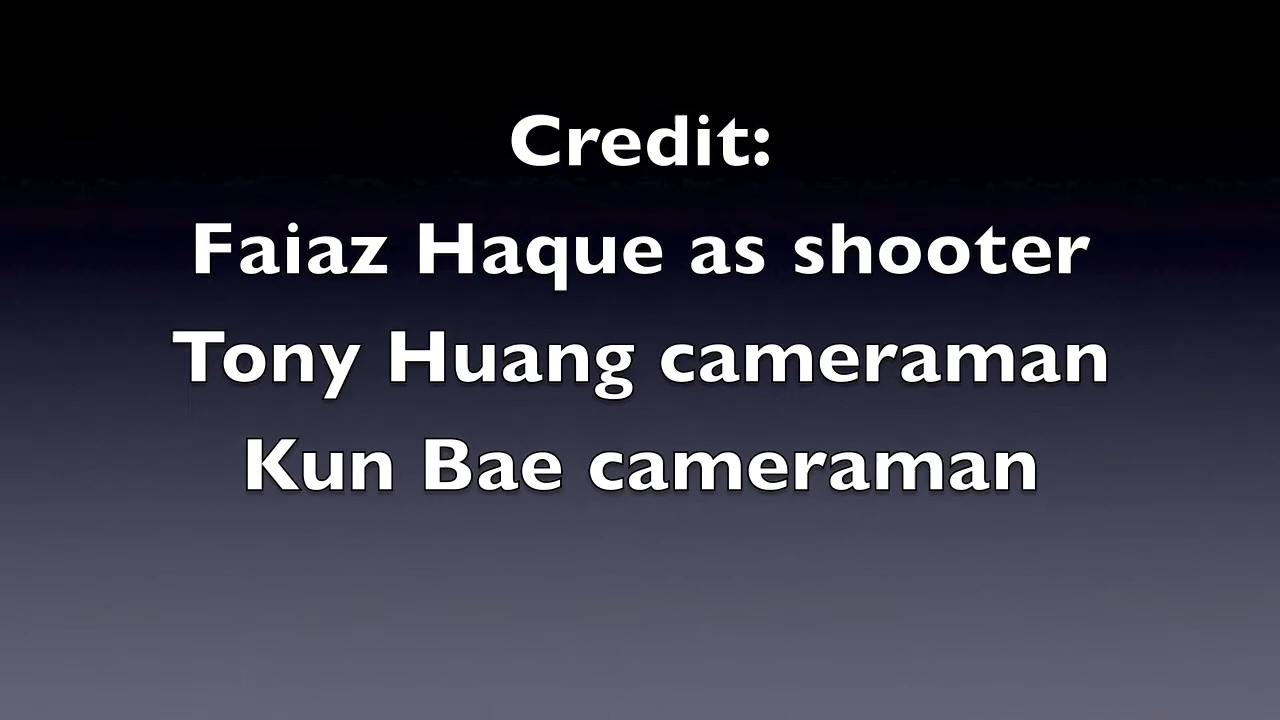 Credit:
Faiaz Haque as shooter
Tony Huang cameraman
Kun Bae cameraman